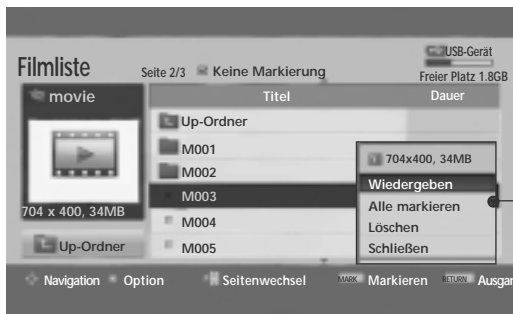 USB-Gerät
Filmliste
Seite 2/3
Keine Markierung
Freier Platz 1.8GB
movie
Titel
Dauer
Up-Ordner
M001
M002
M003
M004
M005
704 x 400, 34MB
Up-Ordner
704x400, 34MB
Wiedergeben
Alle markieren
Löschen
Schließen
Navigation
Option
Seitenwechsel
MARK Markieren
RETURN Ausgar